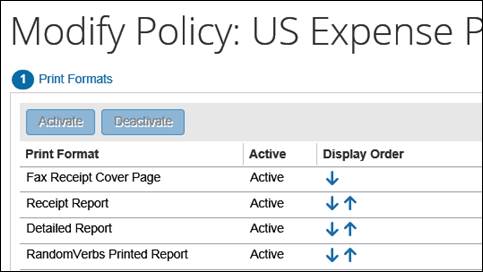 Modify Policy: US Expense P
1 Print Formats
Activate Deactivate
Print Format Active Display Order
Fax Receipt Cover Page Active ↓
Receipt Report Active ↓ ↑
Detailed Report Active ↓ ↑
RandomVerbs Printed Report Active ↓ ↑